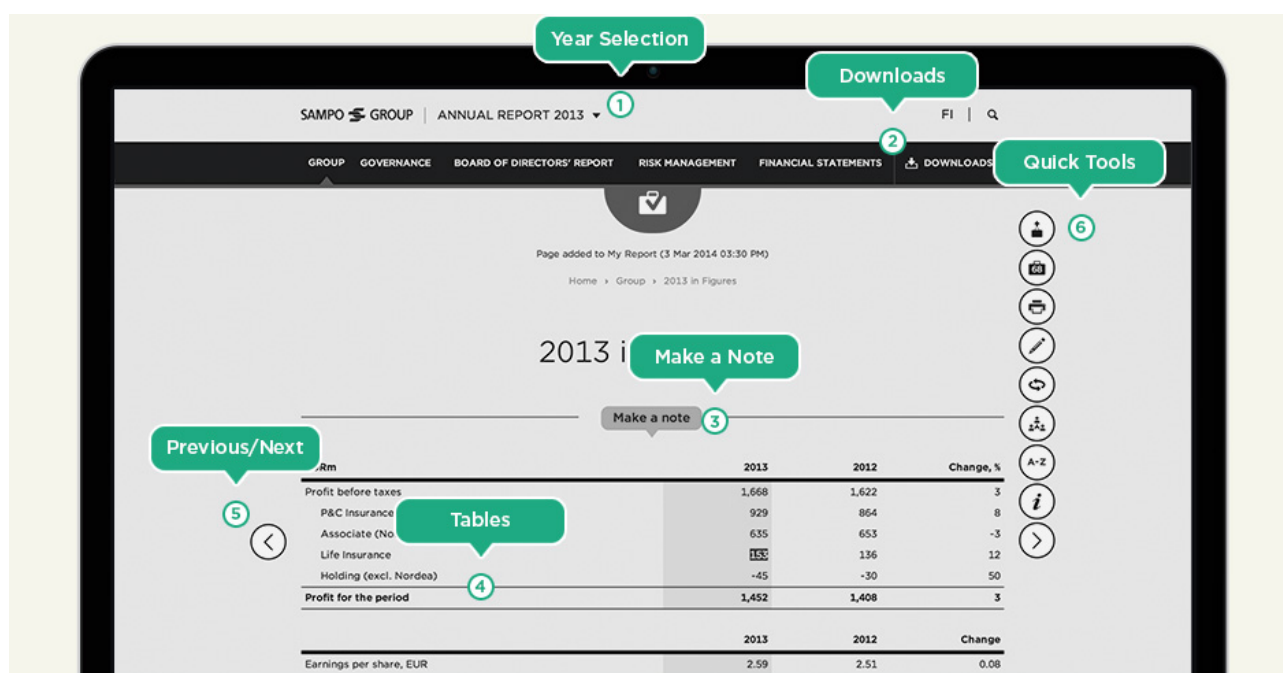 Year Selection
Downloads
SAMPO GROUP | ANNUAL REPORT 2013
1
FI | 
2
GROUP GOVERNANCE BOARD OF DIRECTORS' REPORT RISK MANAGEMENT FINANCIAL STATEMENTS DOWNLOADS
Quick Tools
6
Page added to My Report (3 Mar 2014 03:30 PM)
Home › Group › 2013 in Figures
68
2013 i
Make a Note
Make a note
3
Previous/Next
Rm 2013 2012 Change, %
A-Z
Profit before taxes 1,668 1,622 3
i
P&C Insurance 929 864 8
5
Tables
Associate (No 635 653 -3
Life Insurance 153 136 12
Holding (excl. Nordea) -45 -30 50
4
Profit for the period 1,452 1,408 3
2013 2012 Change
Earnings per share, EUR 2.59 2.51 0.08